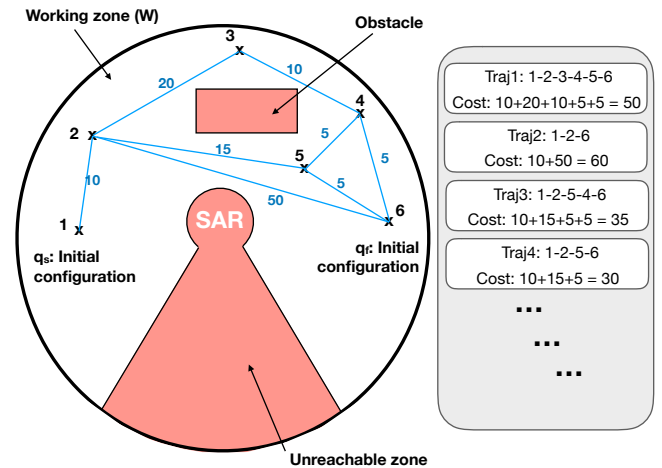 Working zone (W)
3
Obstacle
20
10
4
2
15
5
5
5
10
50
5
6
1
SAR
qₛ: Initial
configuration
q_f: Initial
configuration
Unreachable zone
Traj1: 1-2-3-4-5-6
Cost: 10+20+10+5+5 = 50
Traj2: 1-2-6
Cost: 10+50 = 60
Traj3: 1-2-5-4-6
Cost: 10+15+5+5 = 35
Traj4: 1-2-5-6
Cost: 10+15+5 = 30
...
...
...